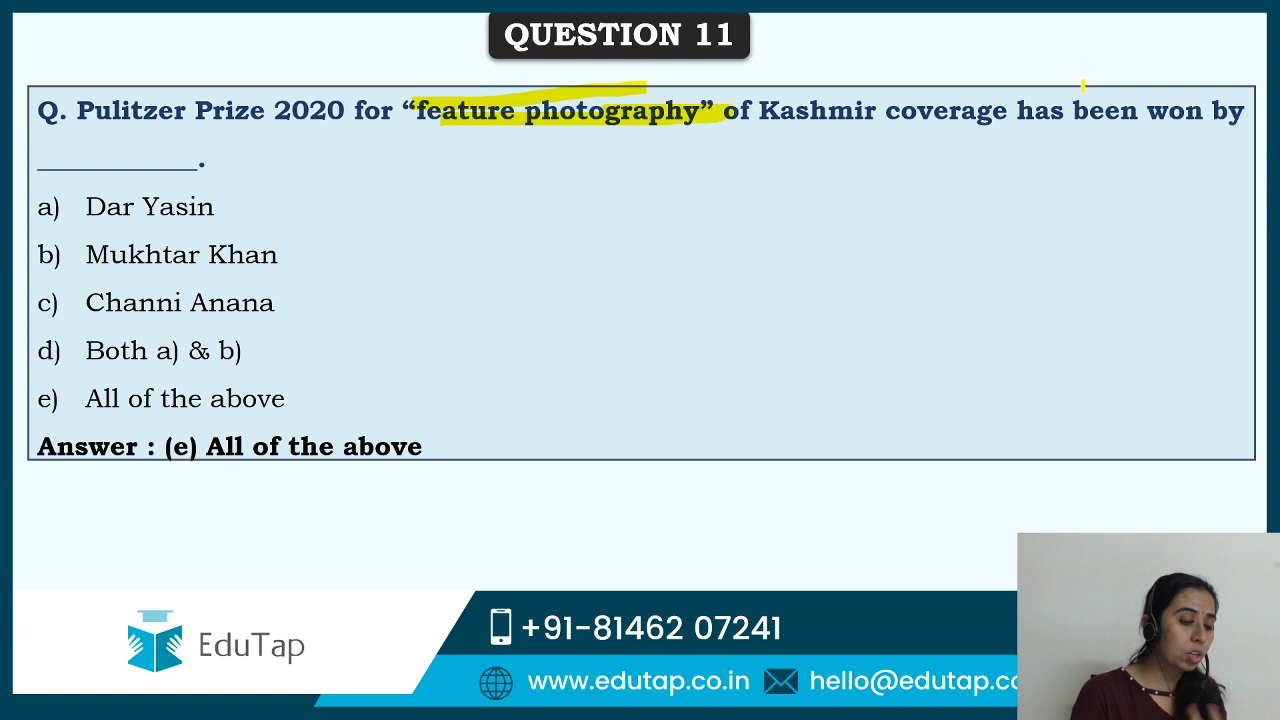 QUESTION 11
Q. Pulitzer Prize 2020 for “feature photography” of Kashmir coverage has been won by
____________.
a) Dar Yasin
b) Mukhtar Khan
c) Channi Anana
d) Both a) & b)
e) All of the above
Answer : (e) All of the above
EduTap
+91-81462 07241
www.edutap.co.in
hello@edutap.co